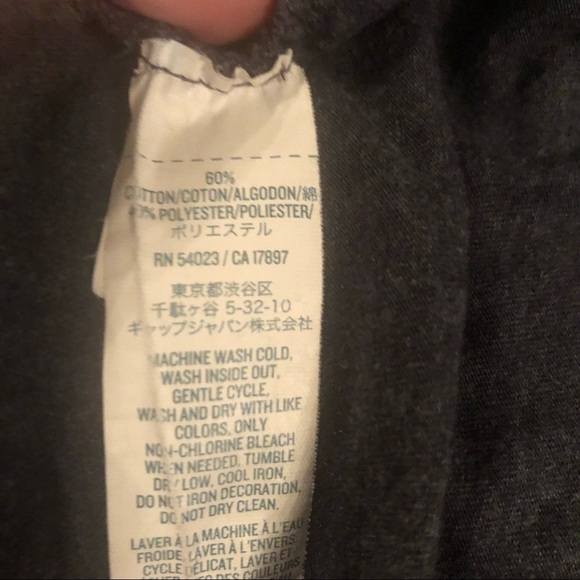 60%
COTTON/COTON/ALGODON/綿
40% POLYESTER/POLIESTER/
ポリエステル
RN 54023 / CA 17897
東京都渋谷区
千駄ヶ谷 5-32-10
ギャップジャパン株式会社
MACHINE WASH COLD,
WASH INSIDE OUT,
GENTLE CYCLE,
WASH AND DRY WITH LIKE
COLORS, ONLY
NON-CHLORINE BLEACH
WHEN NEEDED, TUMBLE
DRY LOW, COOL IRON,
DO NOT IRON DECORATION,
DO NOT DRY CLEAN.
LAVER À LA MACHINE À L'EAU
FROIDE, LAVER À L'ENVERS
CYCLE DÉLICAT, LAVER ET
DES COULEURS